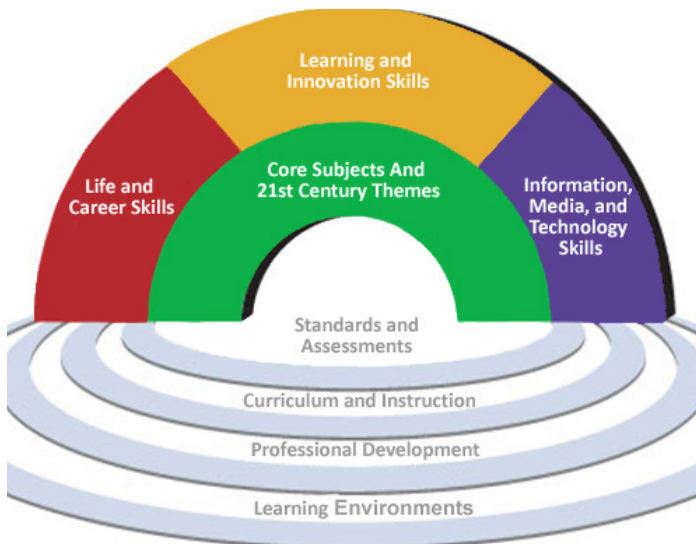 Learning and
Innovation Skills
Life and
Career Skills
Core Subjects And
21st Century Themes
Information,
Media, and
Technology
Skills
Standards and
Assessments
Curriculum and Instruction
Professional Development
Learning Environments